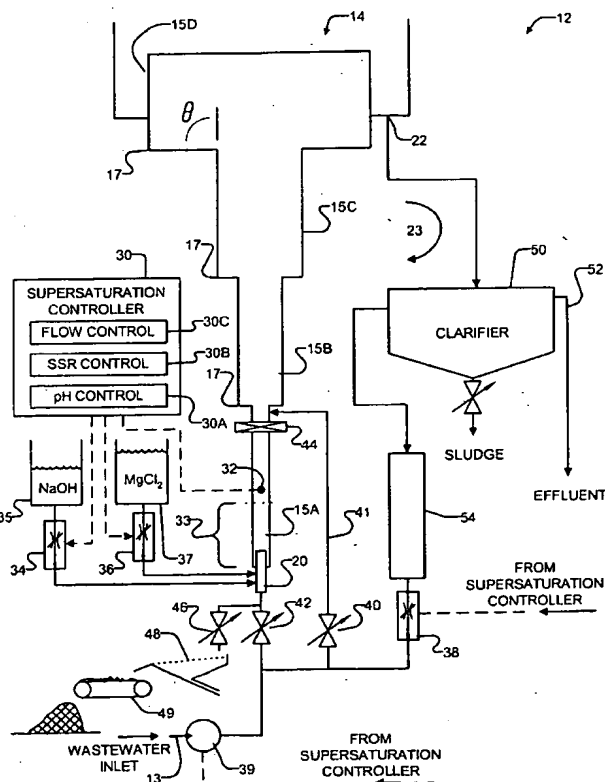 15D
14
12
θ
17
22
15C
23
30
17
50
52
SUPERSATURATION
CONTROLLER
FLOW CONTROL
30C
CLARIFIER
SSR CONTROL
30B
15B
17
pH CONTROL
30A
44
SLUDGE
32
EFFLUENT
NaOH
MgCl2
41
33
15A
54
35
37
34
36
20
FROM
SUPERSATURATION
CONTROLLER
46
42
40
38
48
49
WASTEWATER
INLET
13
39
FROM
SUPERSATURATION
CONTROLLER